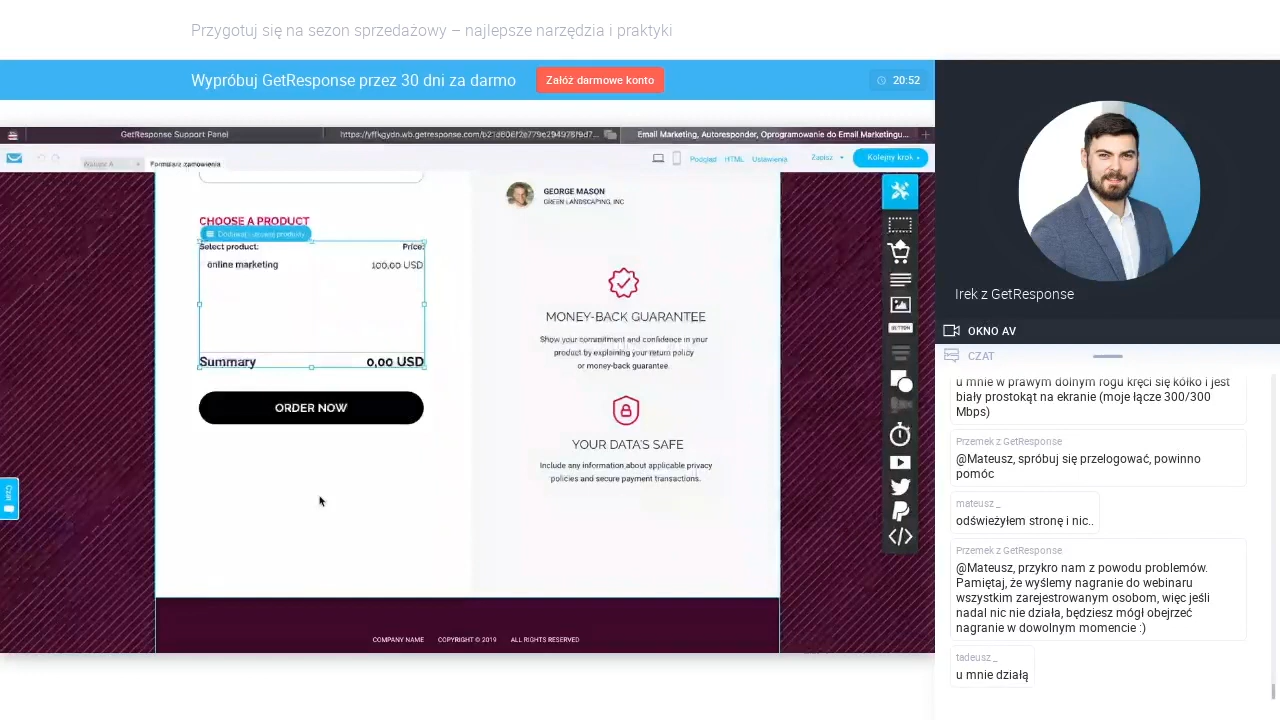 Przygotuj się na sezon sprzedażowy – najlepsze narzędzia i praktyki
Wypróbuj GetResponse przez 30 dni za darmo
Załóż darmowe konto
20:52
GetResponse Support Panel
Email Marketing, Autoresponder, Oprogramowanie do Email Marketingu...
Wariant A
Formularz zamówienia
Podgląd
HTML
Ustawienia
Zapisz
Kolejny krok
CHOOSE A PRODUCT
Select product:
Price:
online marketing
100,00 USD
Summary
0,00 USD
ORDER NOW
GEORGE MASON
GREEN LANDSCAPING, INC
MONEY-BACK GUARANTEE
Show your commitment and confidence in your
product by explaining your return policy
or money-back guarantee.
YOUR DATA'S SAFE
Include any information about applicable privacy
policies and secure payment transactions.
BUTTON
Czat
COMPANY NAME
COPYRIGHT © 2019
ALL RIGHTS RESERVED
Irek z GetResponse
OKNO AV
CZAT
u mnie w prawym dolnym rogu kręci się kółko i jest
biały prostokąt na ekranie (moje łącze 300/300
Mbps)
Przemek z GetResponse
@Mateusz, spróbuj się przelogować, powinno
pomóc
mateusz _
odświeżyłem stronę i nic..
Przemek z GetResponse
@Mateusz, przykro nam z powodu problemów.
Pamiętaj, że wyślemy nagranie do webinaru
wszystkim zarejestrowanym osobom, więc jeśli
nadal nic nie działa, będziesz mógł obejrzeć
nagranie w dowolnym momencie :)
tadeusz _
u mnie działą